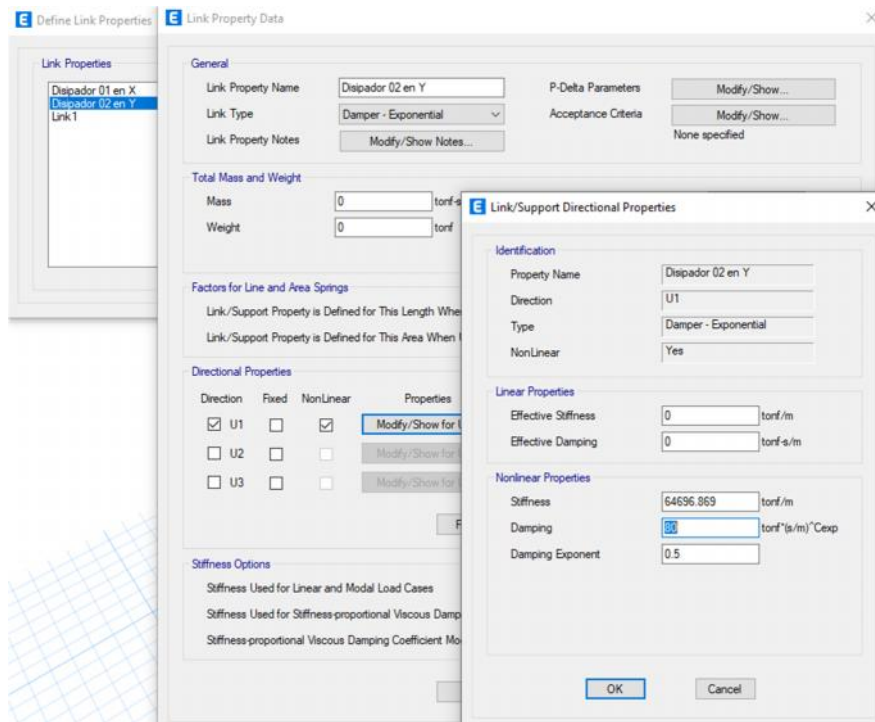 Define Link Properties
Link Properties
Disipador 01 en X
Disipador 02 en Y
Link1
Link Property Data
General
Link Property Name Disipador 02 en Y P-Delta Parameters Modify/Show...
Link Type Damper - Exponential Acceptance Criteria Modify/Show...
Link Property Notes Modify/Show Notes... None specified
Total Mass and Weight
Mass 0 tonf-s
Weight 0 tonf
Factors for Line and Area Springs
Link/Support Property is Defined for This Length
Link/Support Property is Defined for This Area When
Directional Properties
Direction Fixed NonLinear Properties
U1 Modify/Show for
U2 Modify/Show for
U3 Modify/Show for
Stiffness Options
Stiffness Used for Linear and Modal Load Cases
Stiffness Used for Stiffness-proportional Viscous
Stiffness-proportional Viscous Damping Coefficient
Link/Support Directional Properties
Identification
Property Name Disipador 02 en Y
Direction U1
Type Damper - Exponential
NonLinear Yes
Linear Properties
Effective Stiffness 0 tonf/m
Effective Damping 0 tonf-s/m
Nonlinear Properties
Stiffness 64696.869 tonf/m
Damping 80 tonf*(s/m)^Cexp
Damping Exponent 0.5
OK Cancel